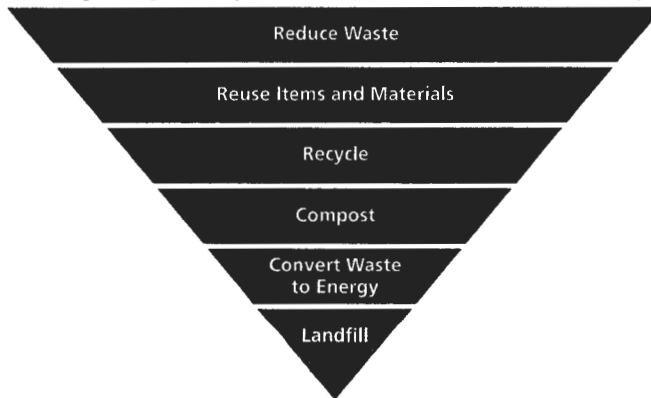 Reduce Waste
Reuse Items and Materials
Recycle
Compost
Convert Waste
to Energy
Landfill